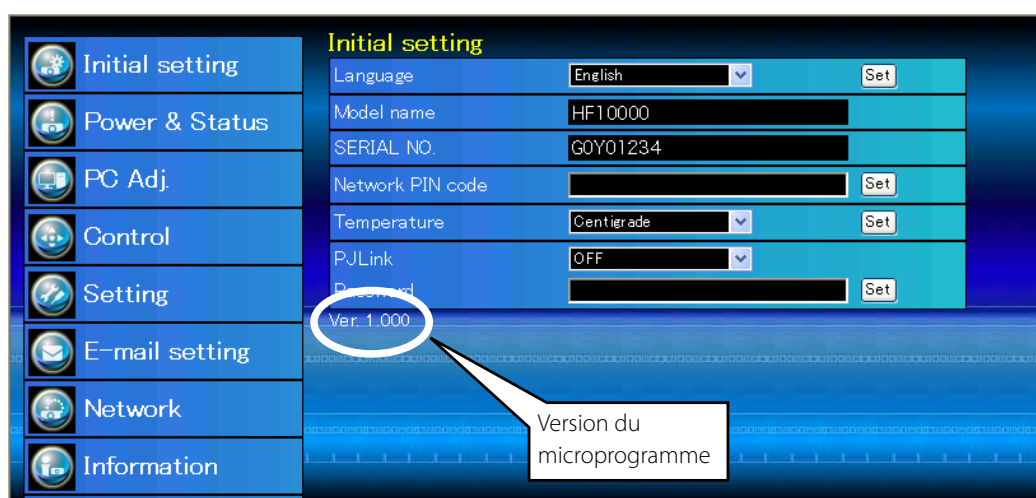 Initial setting
Power & Status
PC Adj.
Control
Setting
E-mail setting
Network
Information
Initial setting
Language English Set
Model name HF10000
SERIAL NO. G0Y01234
Network PIN code Set
Temperature Centigrade Set
PJLink OFF
Password Set
Ver. 1.000
Version du
microprogramme